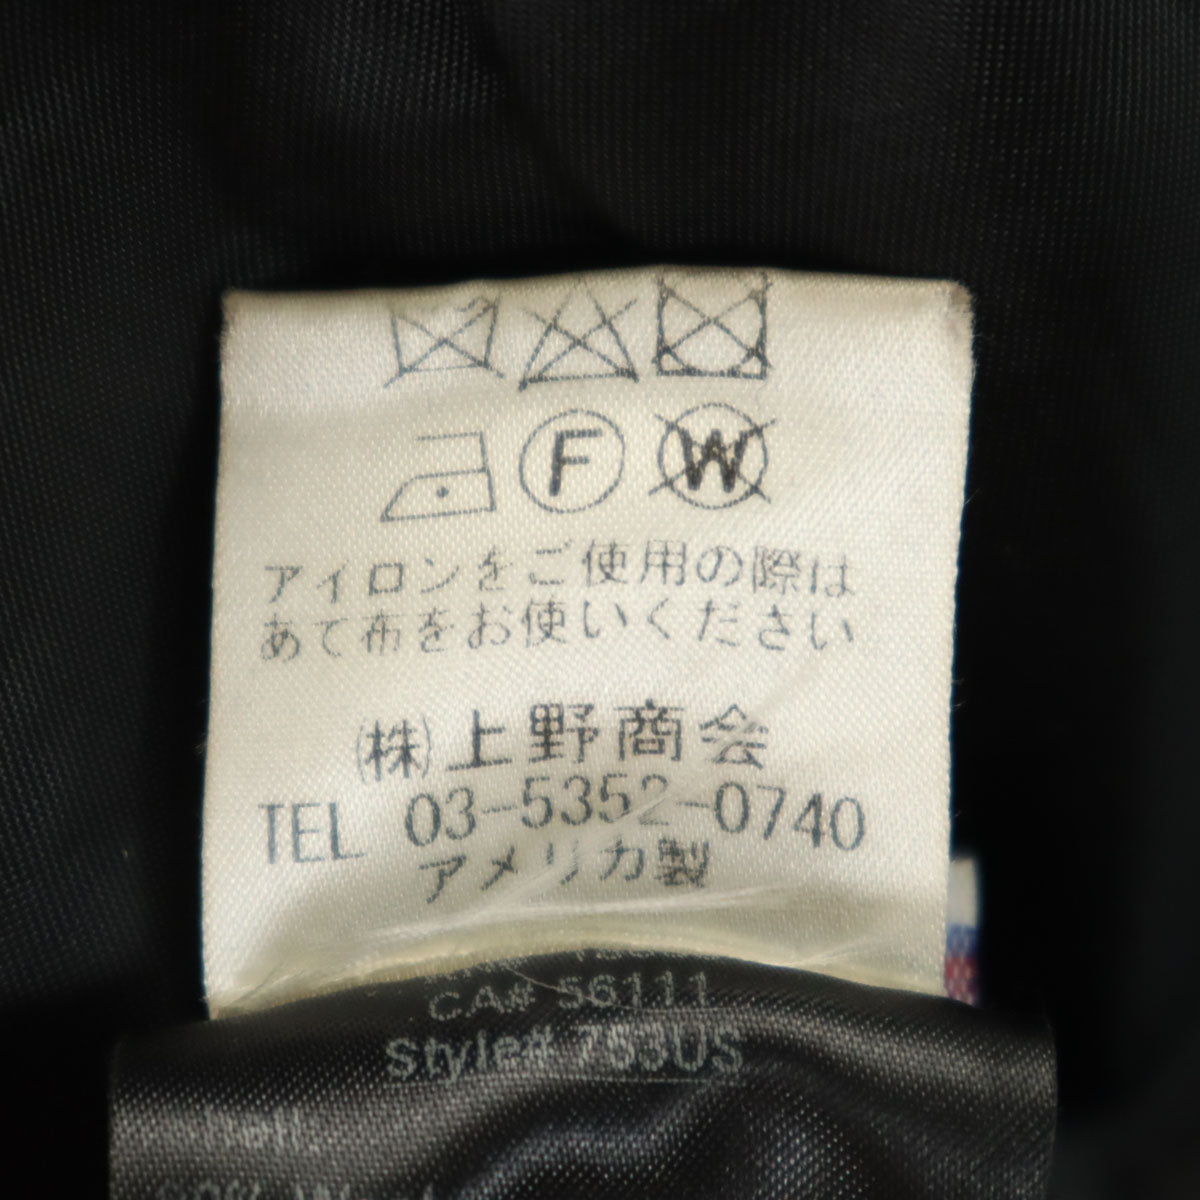 F W
アイロンをご使用の際は
あて布をお使いください
(株)上野商会
TEL 03-5352-0740
アメリカ製
CA# 56111
Style# 753US